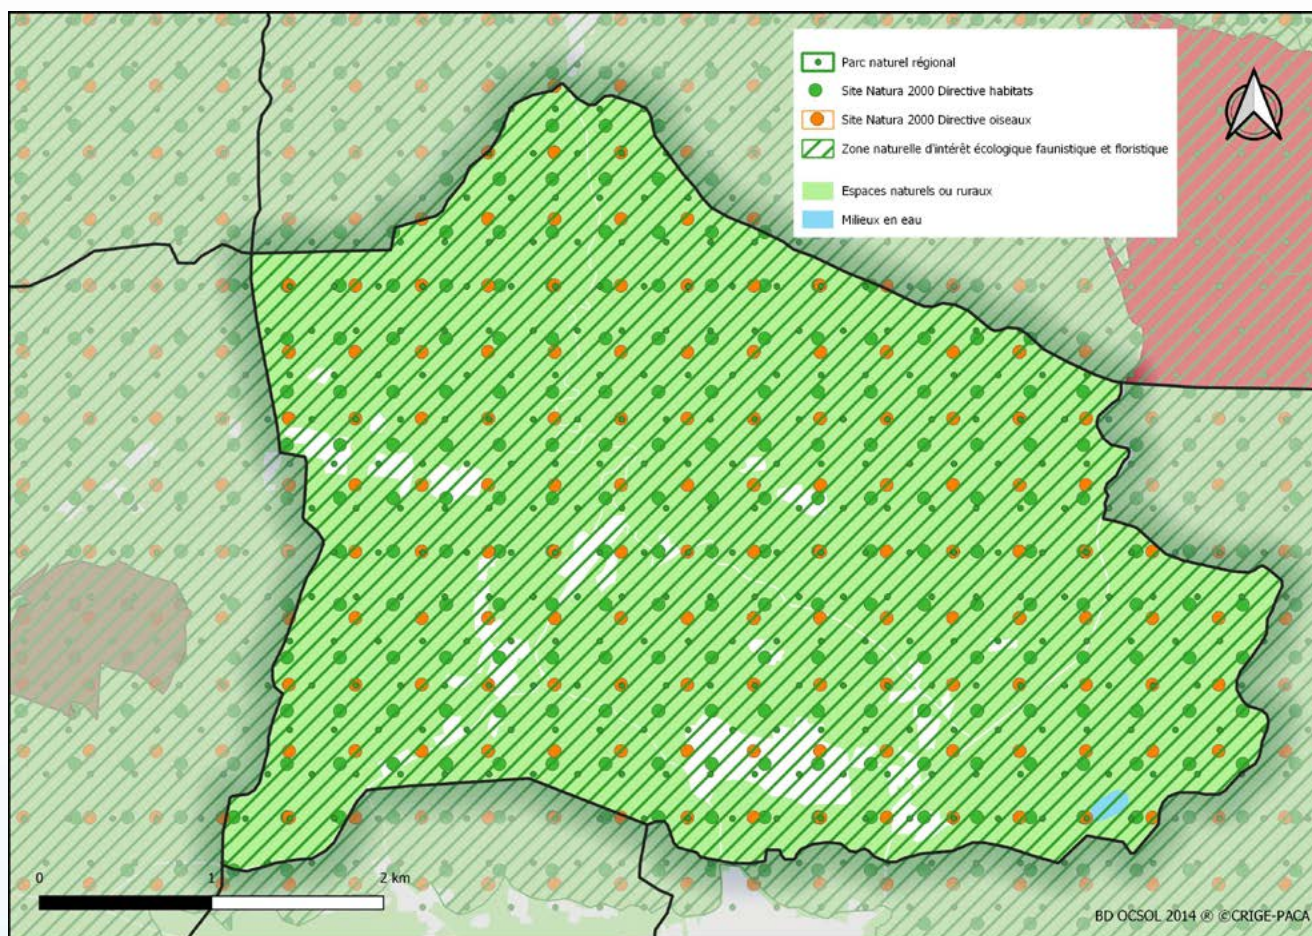 Parc naturel régional
Site Natura 2000 Directive habitats
Site Natura 2000 Directive oiseaux
Zone naturelle d'intérêt écologique faunistique et floristique
Espaces naturels ou ruraux
Milieux en eau
0 1 2 km
BD OCSOL 2014 ® ©CRIGE-PACA